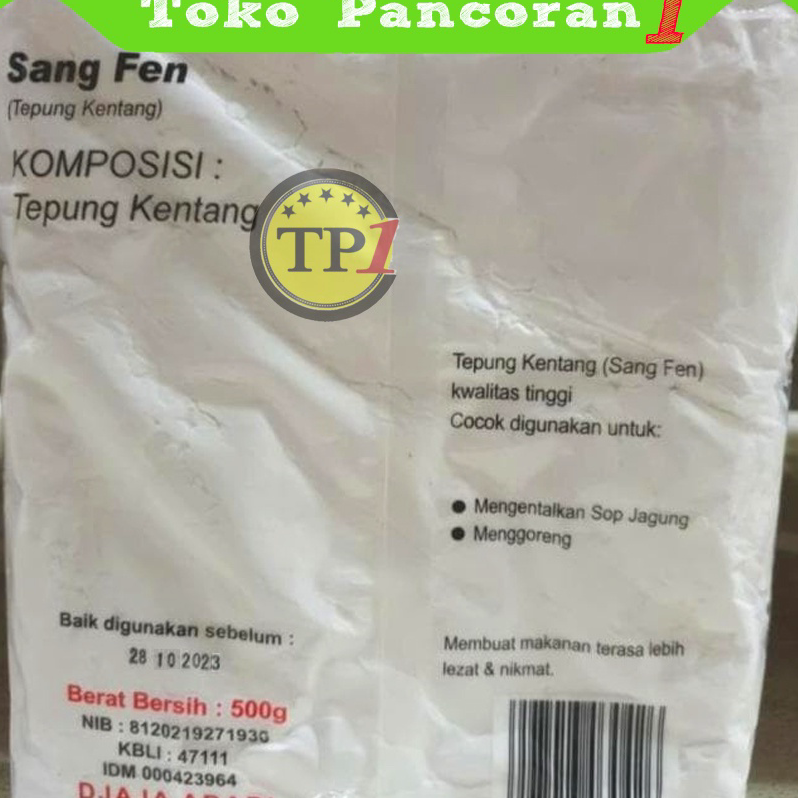 Toko Pancoran 1
Sang Fen
(Tepung Kentang)
KOMPOSISI :
Tepung Kentang
TP1
Tepung Kentang (Sang Fen)
kwalitas tinggi
Cocok digunakan untuk:
● Mengentalkan Sop Jagung
● Menggoreng
Membuat makanan terasa lebih
lezat & nikmat.
Baik digunakan sebelum :
28 10 2023
Berat Bersih : 500g
NIB :
KBLI : 47111
IDM 000423964
DJAJA